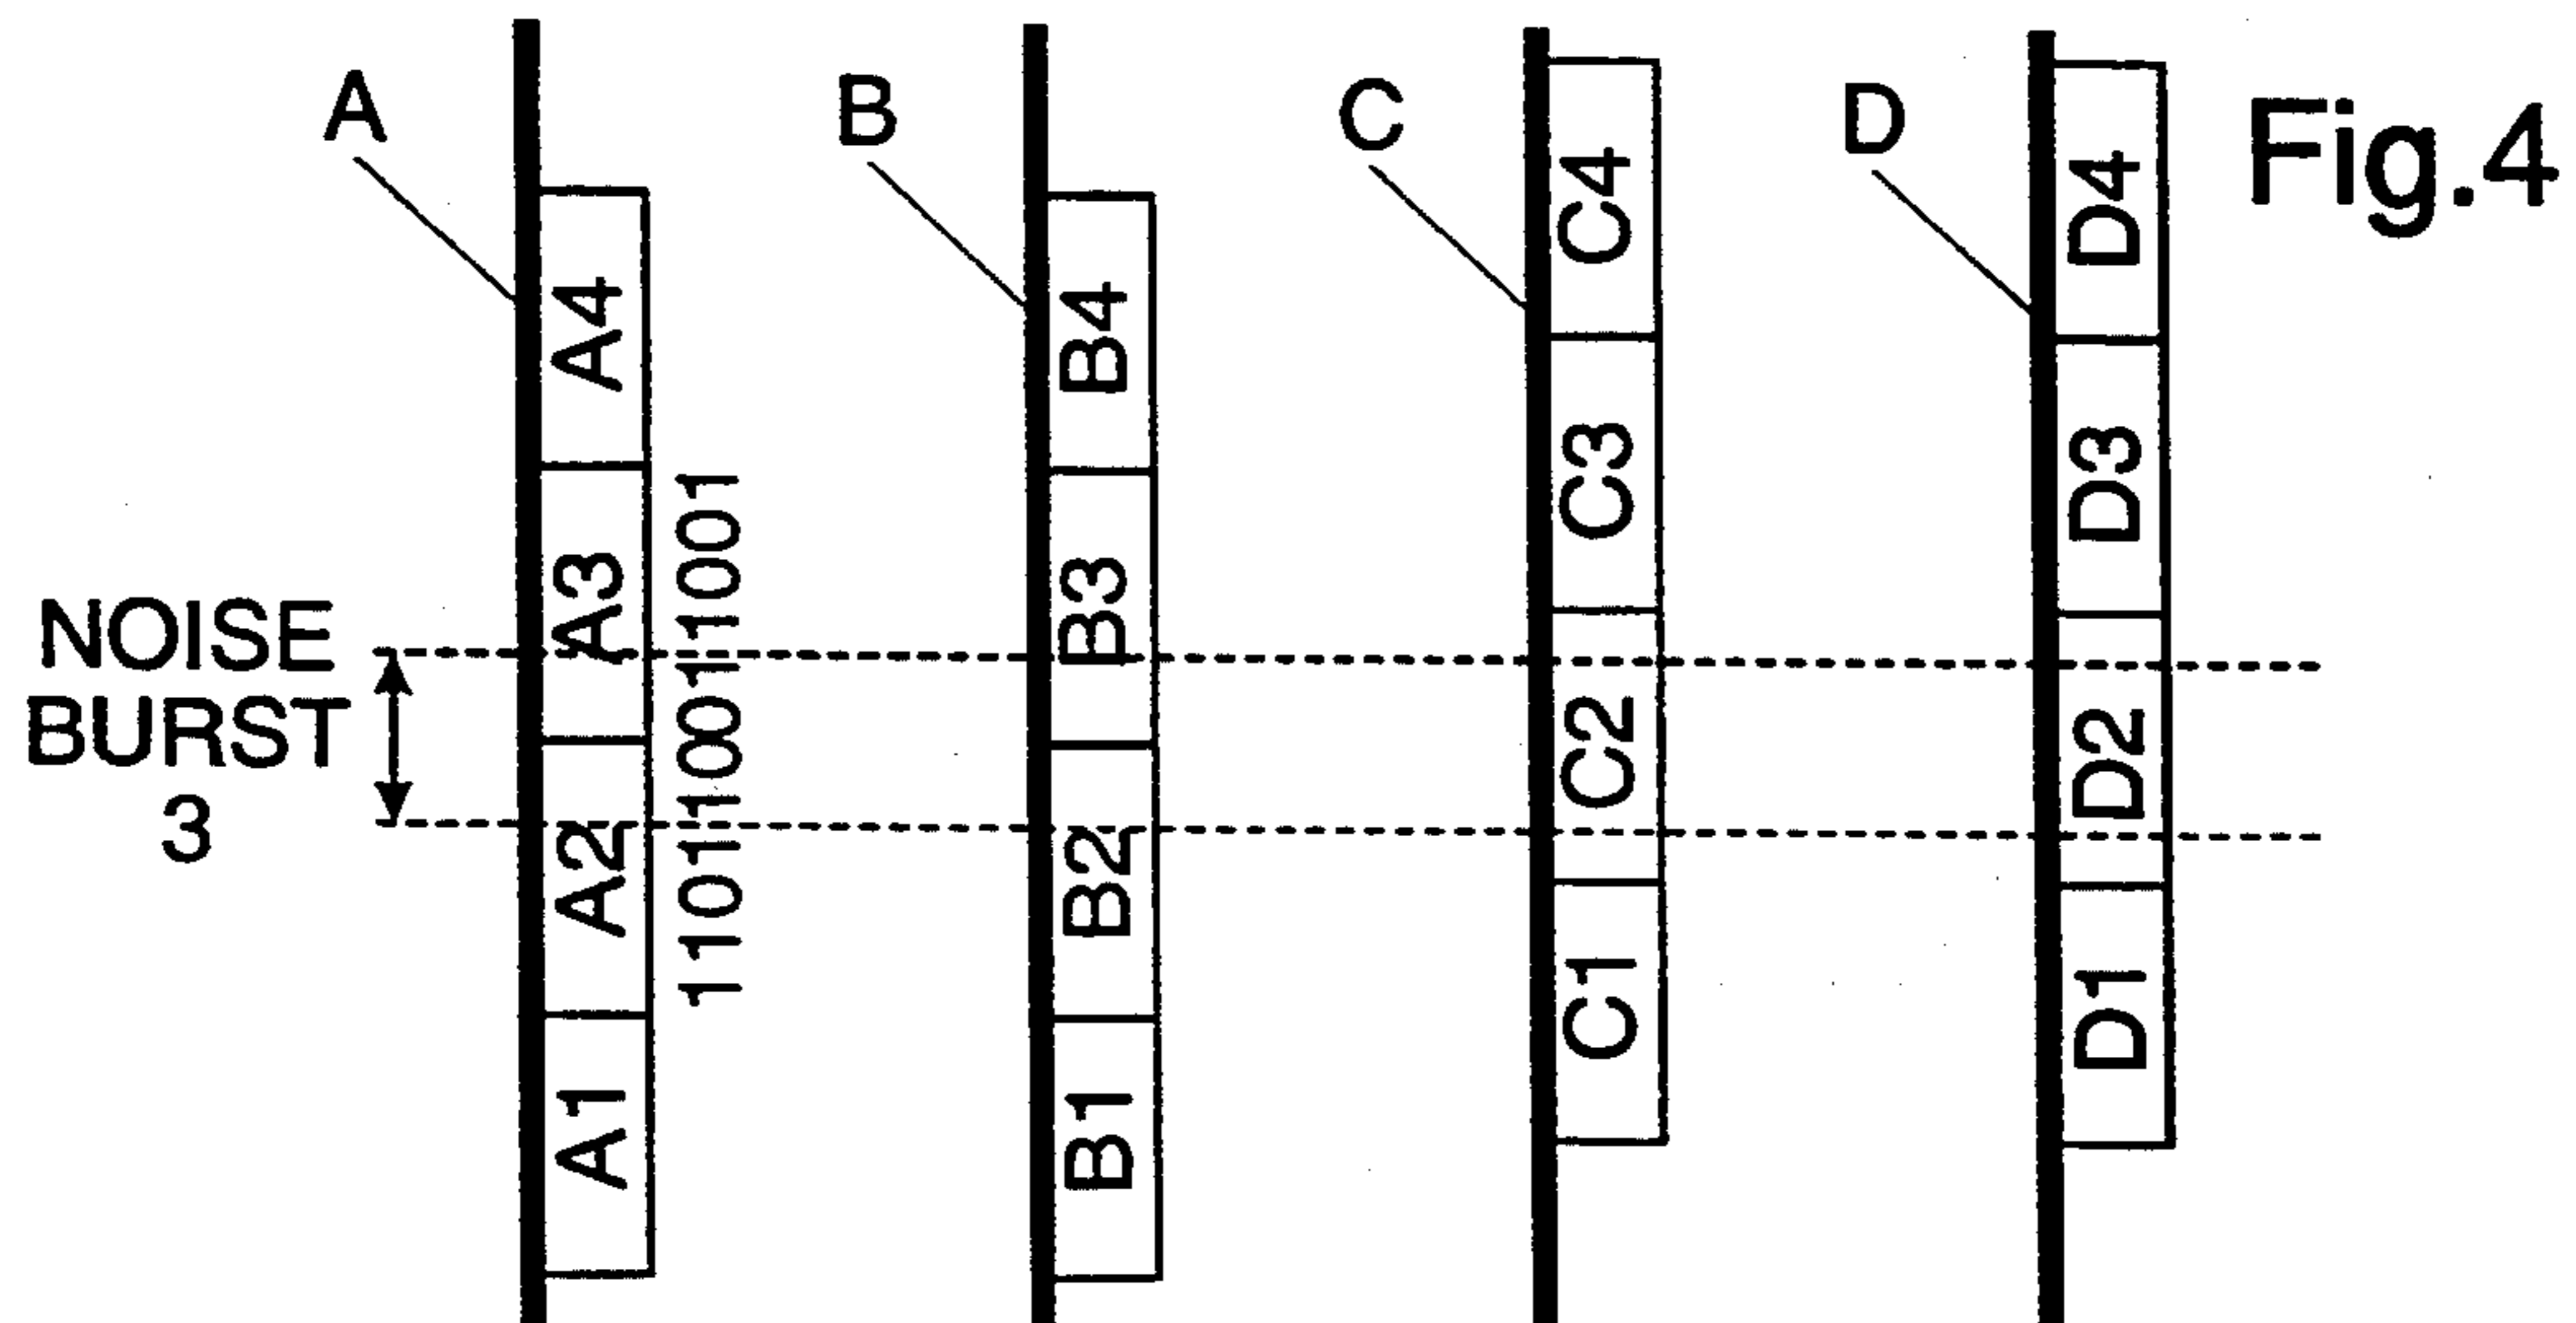 Fig.4
A
B
C
D
NOISE
BURST
3
A1 A2 A3 A4
110110011001
B1 B2 B3 B4
C1 C2 C3 C4
D1 D2 D3 D4